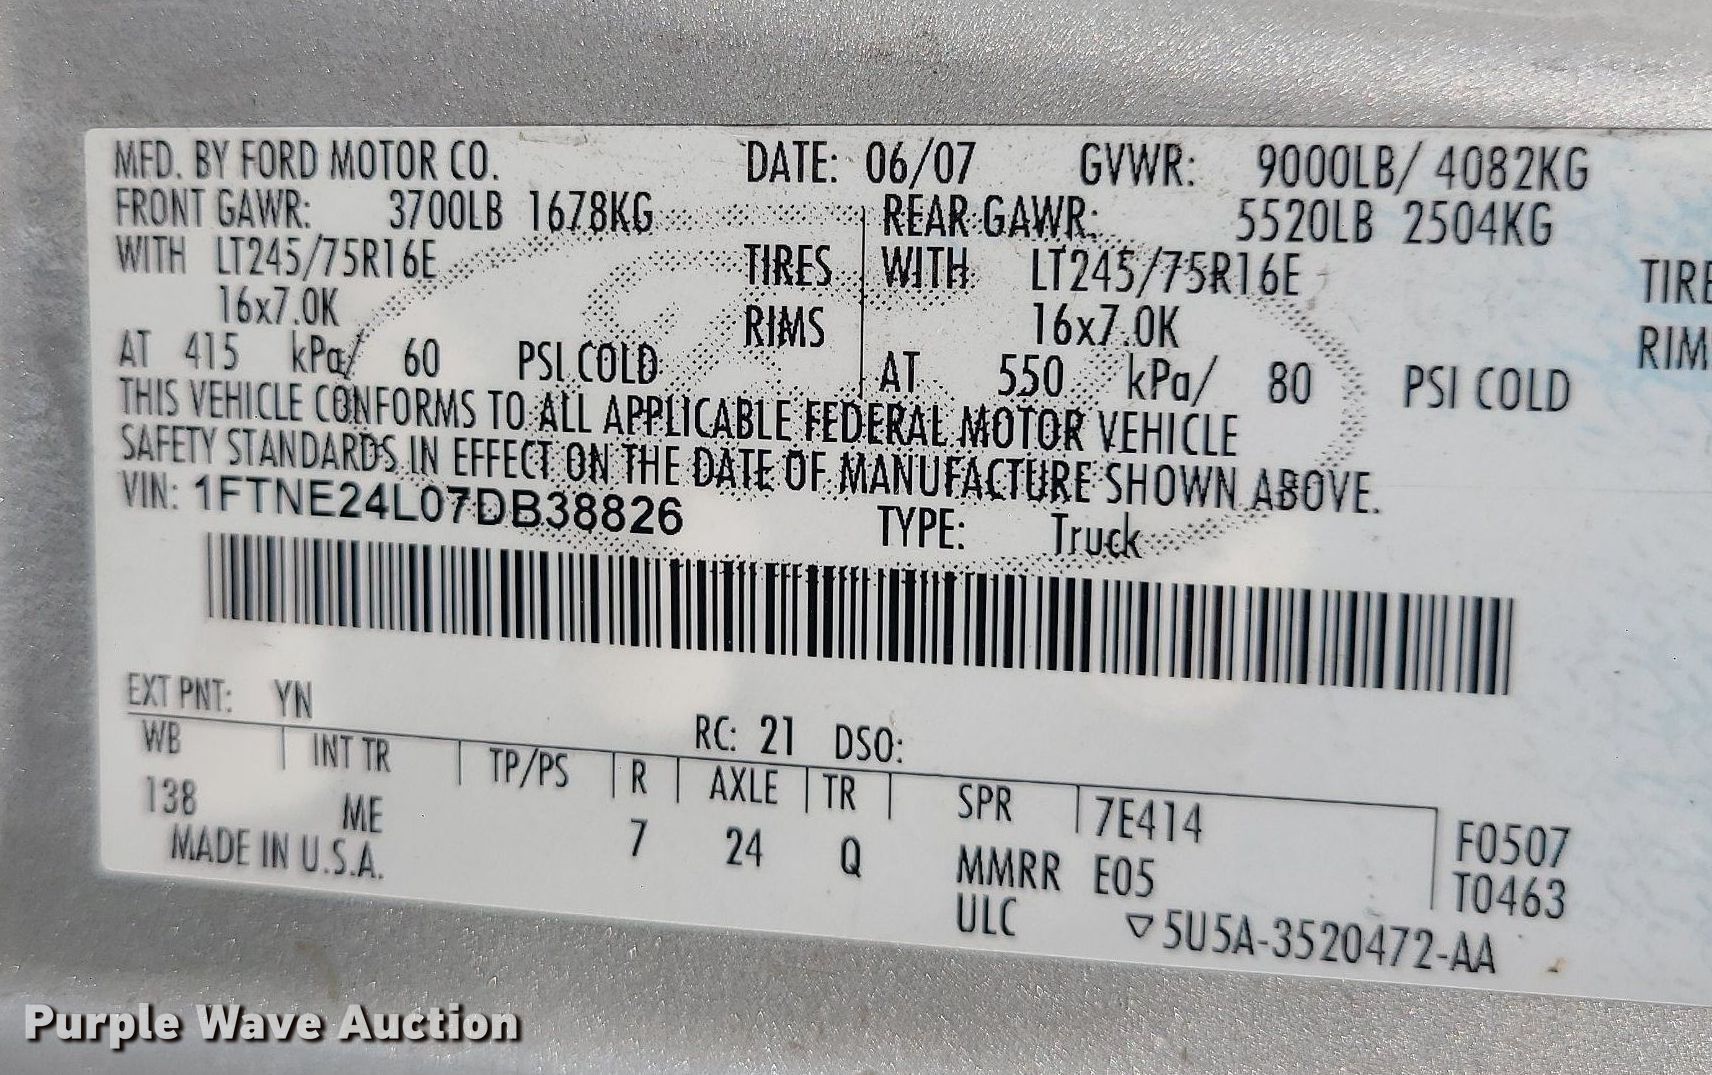 MFD. BY FORD MOTOR CO. DATE: 06/07 GVWR: 9000LB/ 4082KG
FRONT GAWR: 3700LB 1678KG REAR GAWR: 5520LB 2504KG
WITH LT245/75R16E TIRES WITH LT245/75R16E TIRE
16x7.0K RIMS 16x7.0K RIM
AT 415 kPa/ 60 PSI COLD AT 550 kPa/ 80 PSI COLD
THIS VEHICLE CONFORMS TO ALL APPLICABLE FEDERAL MOTOR VEHICLE
SAFETY STANDARDS IN EFFECT ON THE DATE OF MANUFACTURE SHOWN ABOVE.
VIN: 1FTNE24L07DB38826 TYPE: Truck
EXT PNT: YN RC: 21 DSO:
WB INT TR TP/PS R AXLE TR SPR 7E414 F0507
138 ME 7 24 Q MMRR E05 T0463
MADE IN U.S.A. ULC ▽5U5A-3520472-AA
Purple Wave Auction